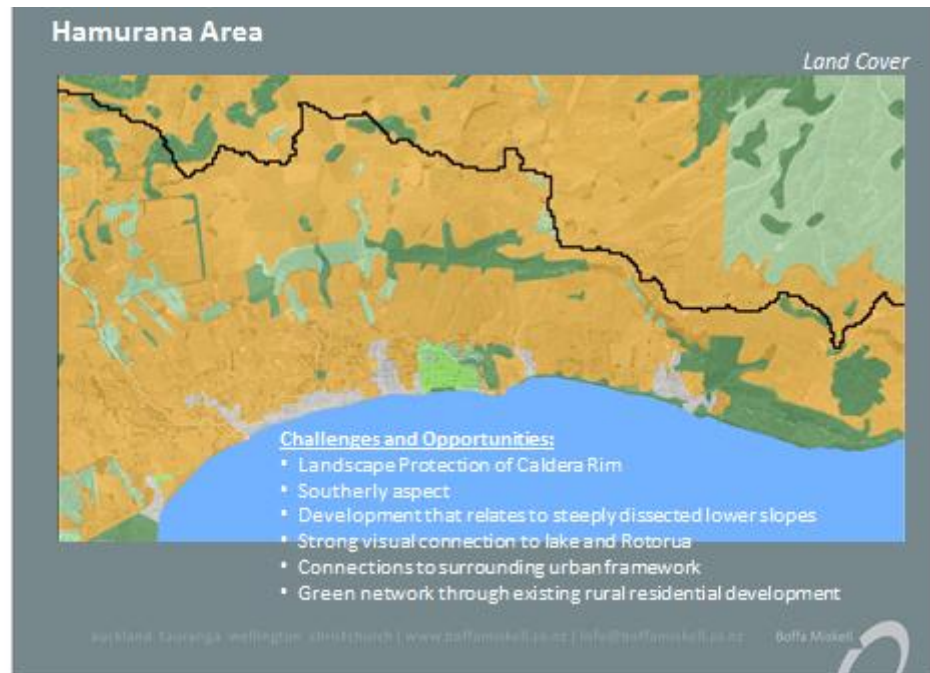 Hamurana Area
Land Cover
Challenges and Opportunities:
▪ Landscape Protection of Caldera Rim
▪ Southerly aspect
▪ Development that relates to steeply dissected lower slopes
▪ Strong visual connection to lake and Rotorua
▪ Connections to surrounding urban framework
▪ Green network through existing rural residential development
auckland tauranga wellington christchurch | www.boffamiskell.co.nz | info@boffamiskell.co.nz Boffa Miskell